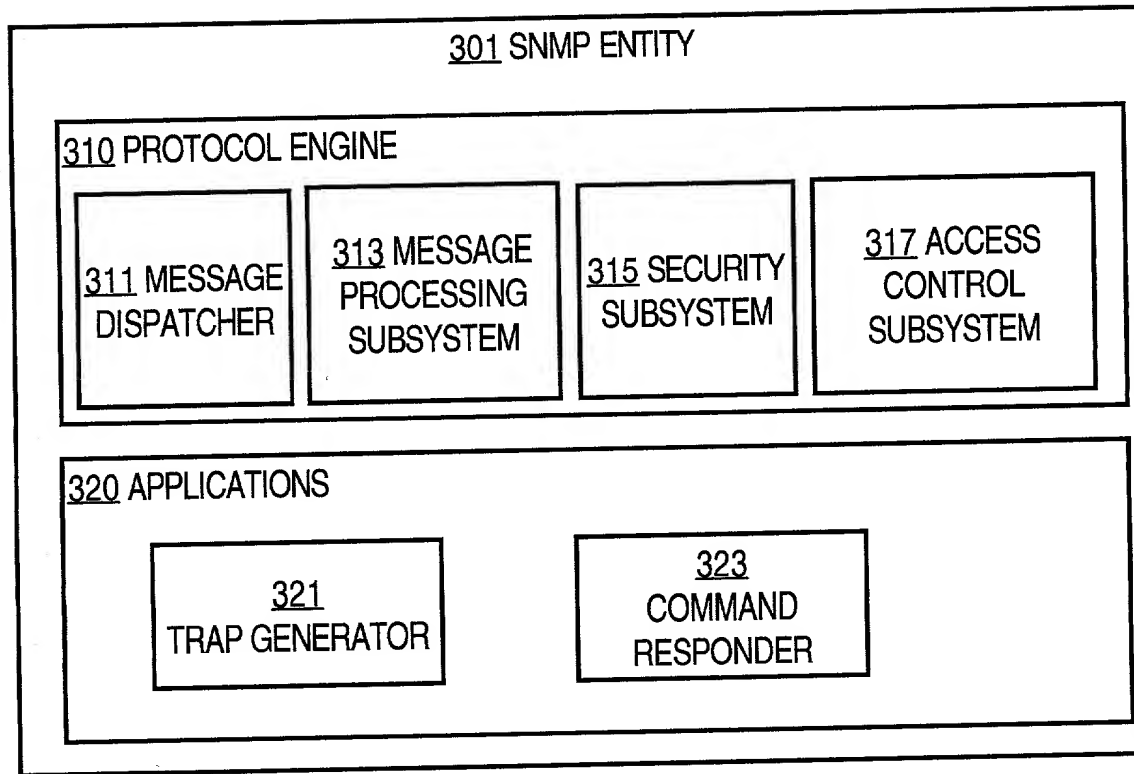 301 SNMP ENTITY
310 PROTOCOL ENGINE
311 MESSAGE
DISPATCHER
313 MESSAGE
PROCESSING
SUBSYSTEM
315 SECURITY
SUBSYSTEM
317 ACCESS
CONTROL
SUBSYSTEM
320 APPLICATIONS
321
TRAP GENERATOR
323
COMMAND
RESPONDER